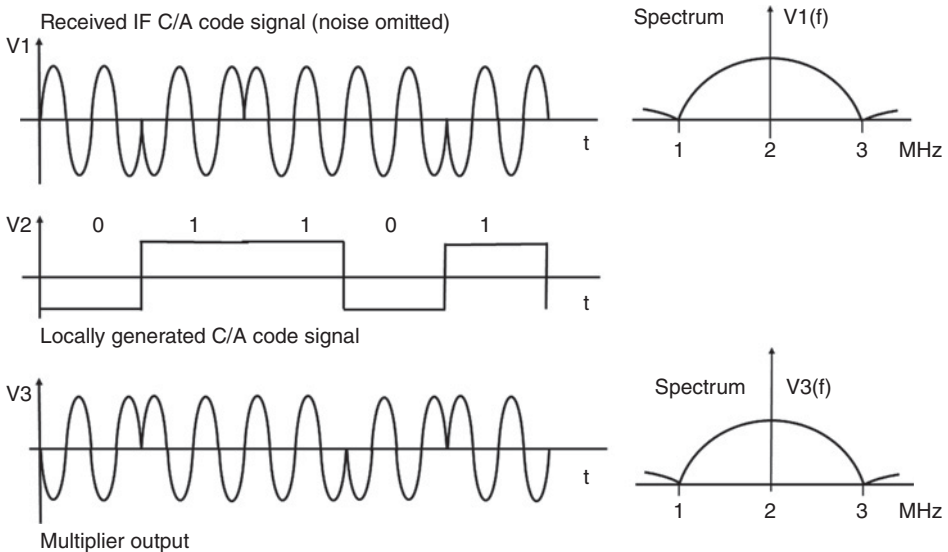 Received IF C/A code signal (noise omitted)
V1
t
Spectrum
V1(f)
1 2 3 MHz
V2
0 1 1 0 1
t
Locally generated C/A code signal
V3
t
Multiplier output
Spectrum
V3(f)
1 2 3 MHz